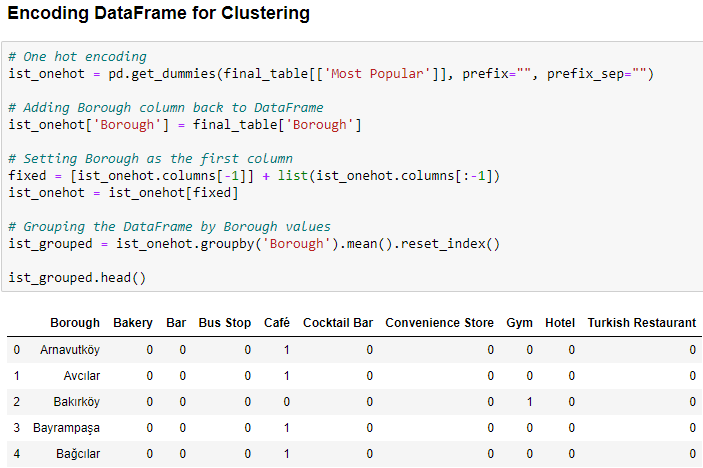 Encoding DataFrame for Clustering
# One hot encoding
ist_onehot = pd.get_dummies(final_table[['Most Popular']], prefix="", prefix_sep="")
# Adding Borough column back to DataFrame
ist_onehot['Borough'] = final_table['Borough']
# Setting Borough as the first column
fixed = [ist_onehot.columns[-1]] + list(ist_onehot.columns[:-1])
ist_onehot = ist_onehot[fixed]
# Grouping the DataFrame by Borough values
ist_grouped = ist_onehot.groupby('Borough').mean().reset_index()
ist_grouped.head()
Borough Bakery Bar Bus Stop Café Cocktail Bar Convenience Store Gym Hotel Turkish Restaurant
0 Arnavutköy 0 0 0 1 0 0 0 0 0
1 Avcılar 0 0 0 1 0 0 0 0 0
2 Bakırköy 0 0 0 0 0 0 1 0 0
3 Bayrampaşa 0 0 0 1 0 0 0 0 0
4 Bağcılar 0 0 0 1 0 0 0 0 0